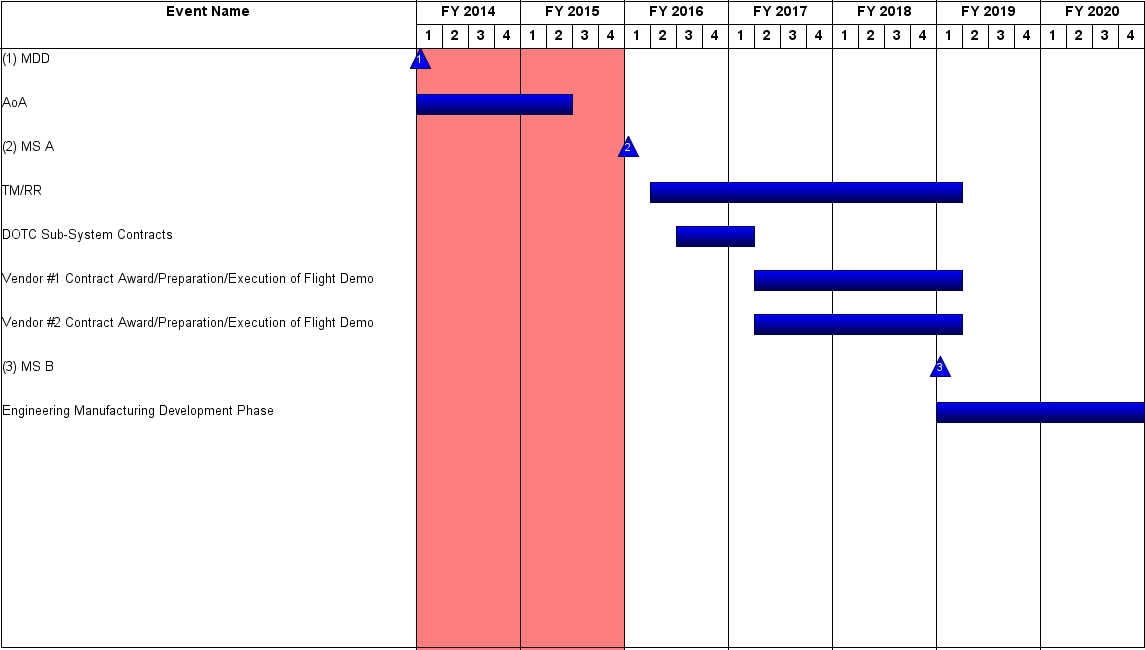 Event Name FY 2014 FY 2015 FY 2016 FY 2017 FY 2018 FY 2019 FY 2020
1 2 3 4 1 2 3 4 1 2 3 4 1 2 3 4 1 2 3 4 1 2 3 4 1 2 3 4
(1) MDD 1
AoA
(2) MS A 2
TM/RR
DOTC Sub-System Contracts
Vendor #1 Contract Award/Preparation/Execution of Flight Demo
Vendor #2 Contract Award/Preparation/Execution of Flight Demo
(3) MS B 3
Engineering Manufacturing Development Phase